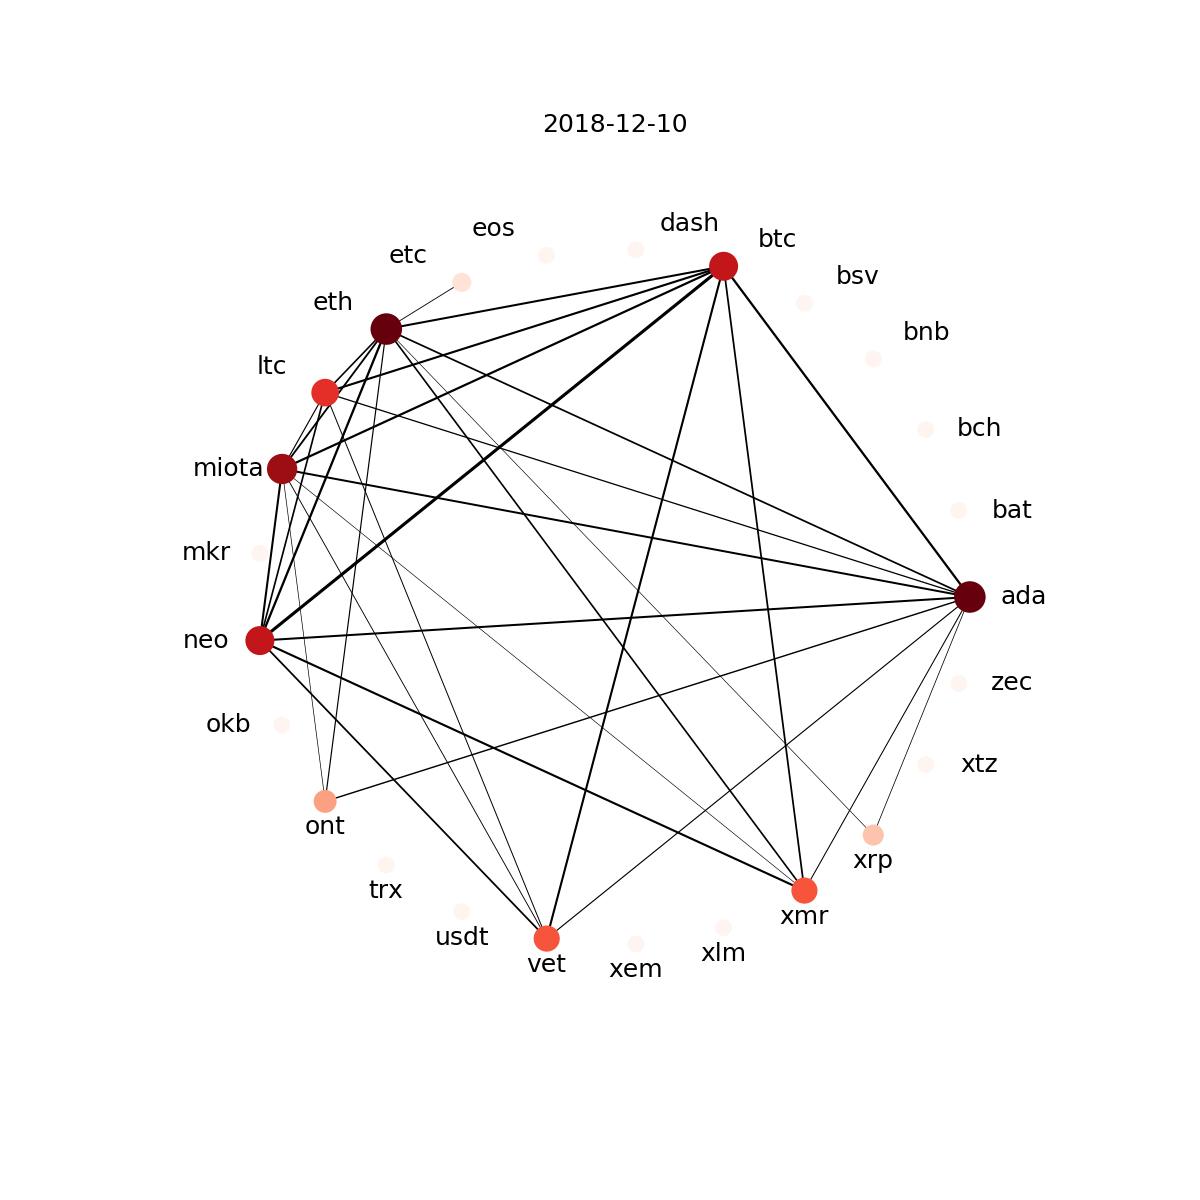 2018-12-10
dash
eos
btc
etc
bsv
eth
bnb
ltc
bch
miota
bat
mkr
ada
neo
zec
okb
xtz
ont
xrp
trx
xmr
usdt
xlm
vet
xem